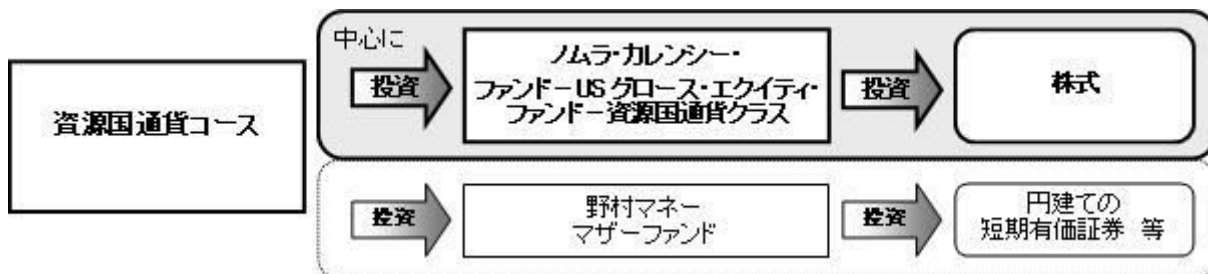 資源国通貨コース
中心に
投資
ノムラ・カレンシー・
ファンド－US グロース・エクイティ・
ファンド－資源国通貨クラス
投資
株式
投資
野村マネー
マザーファンド
投資
円建ての
短期有価証券 等